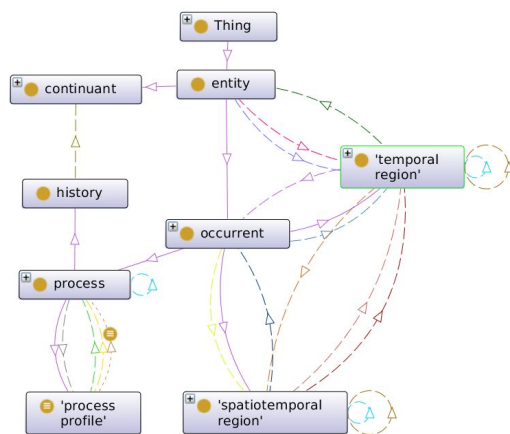 Thing
continuant
entity
'temporal
region'
history
occurrent
process
'process
profile'
'spatiotemporal
region'